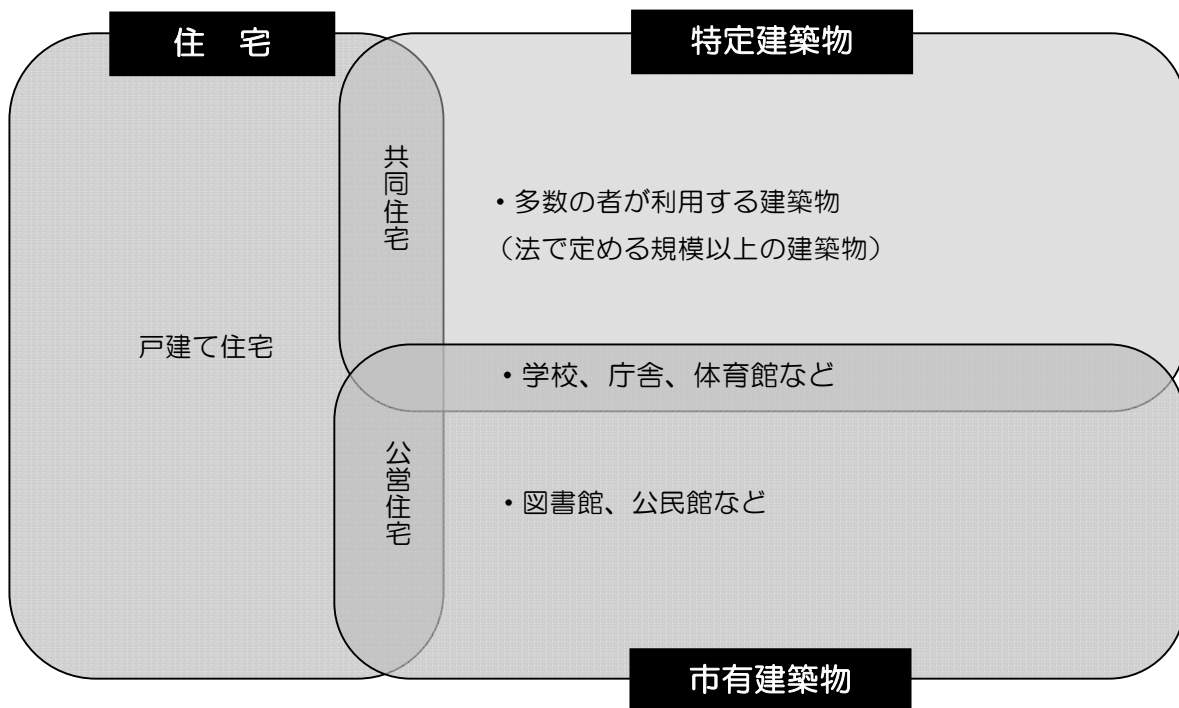 住　宅
特定建築物
共同住宅
・多数の者が利用する建築物
（法で定める規模以上の建築物）
戸建て住宅
・学校、庁舎、体育館など
公営住宅
・図書館、公民館など
市有建築物